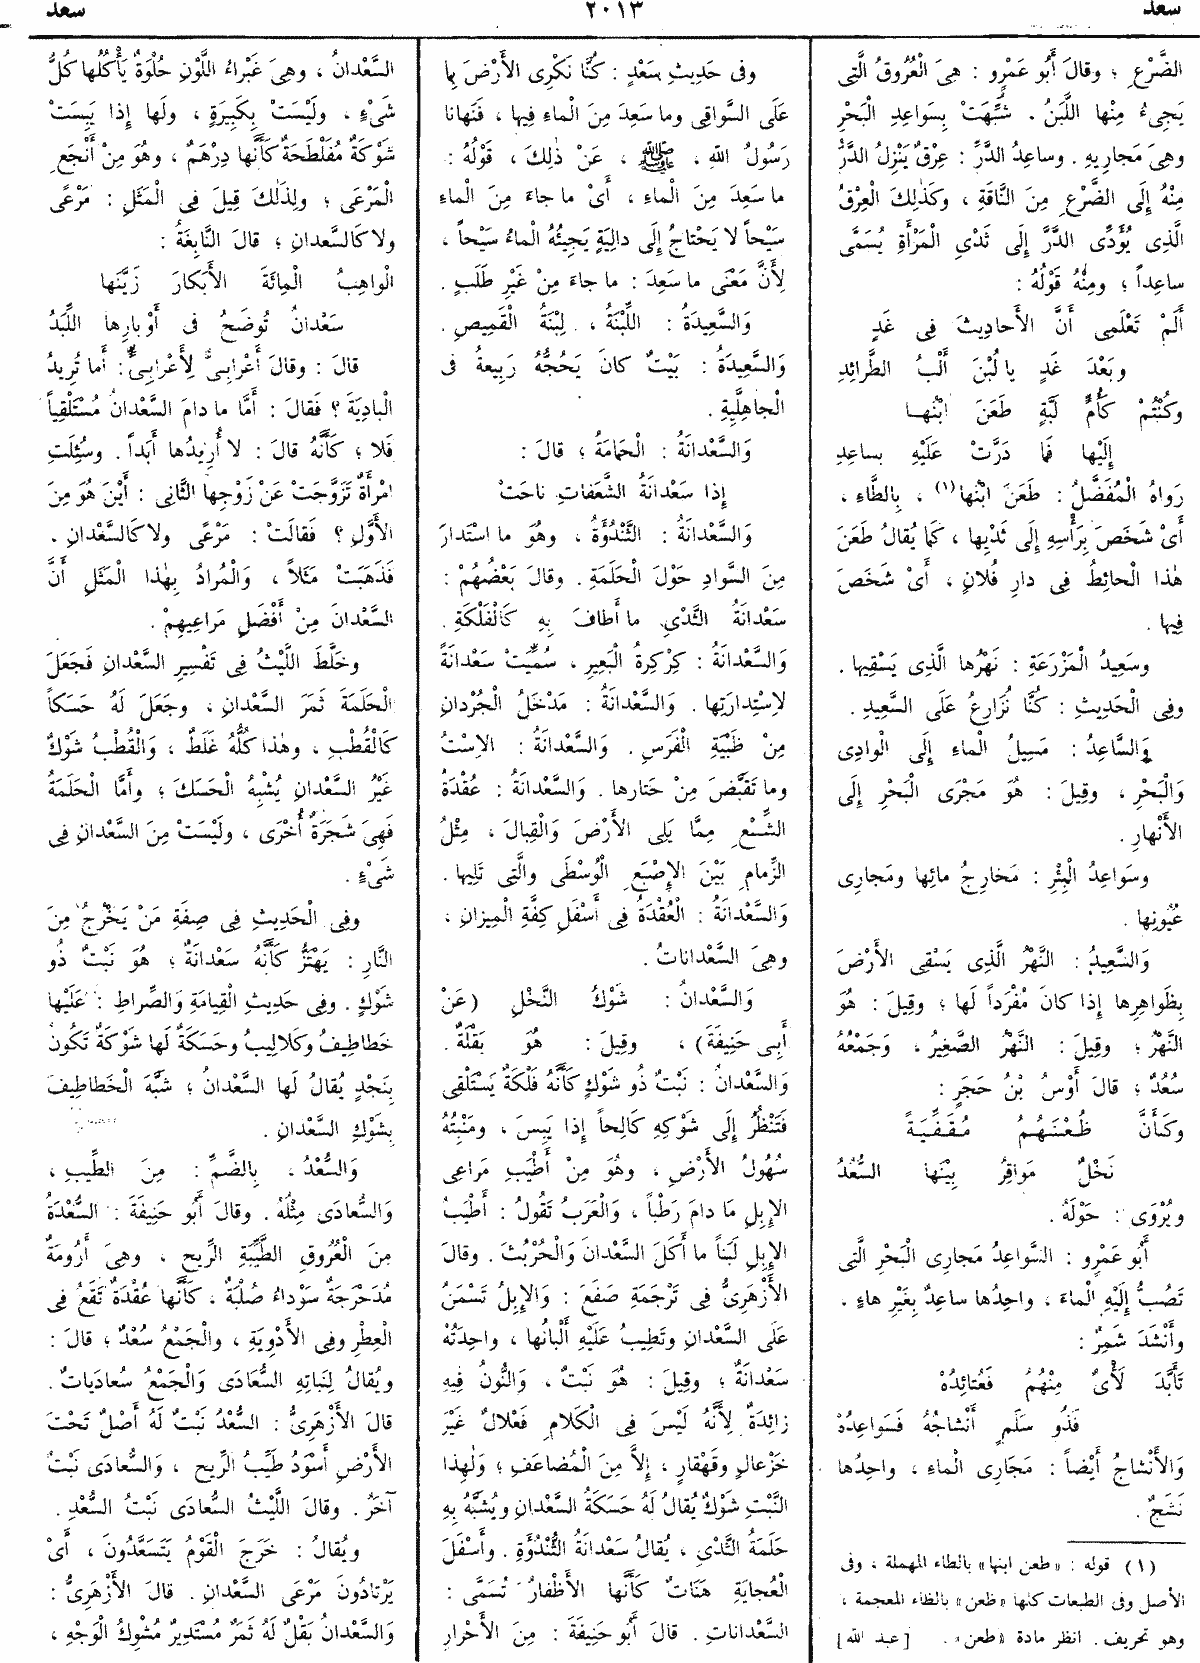 سعد
٢٠١٣
سعد
الضَّرْعِ ؛ وقالَ أَبُو عَمْرٍو : هِىَ الْعُرُوقُ الَّتِى
يَجِىءُ مِنْها اللَّبَنُ . شُبِّهَتْ بِسَواعِدِ الْبَحْرِ
وهِىَ مَجارِيهِ . وساعِدُ الدَّرِّ : عِرْقٌ يَنْزِلُ الدَّرُّ
مِنْهُ إِلَى الضَّرْعِ مِنَ النَّاقَةِ ، وكَذٰلِكَ الْعِرْقُ
الَّذِى يُؤَدِّى الدَّرَّ إِلَى ثَدْىِ الْمَرْأَةِ يُسَمَّى
ساعِداً ؛ ومِنْهُ قَوْلُهُ :
أَلَمْ تَعْلَمِى أَنَّ الأَحادِيثَ فِى غَدٍ
وبَعْدَ غَدٍ يا لُبْنَ أَلْبُ الطَّرائِدِ
وكُنْتُمْ كَأُمٍّ لَبَّةٍ طَعَنَ ابْنُهــا
إِلَيْها فَما دَرَّتْ عَلَيْهِ بساعِدِ
رَواهُ الْمُفَضَّلُ : طَعَنَ ابْنُها(١) ، بِالطَّاءِ ،
أَىْ شَخَصَ بِرَأْسِهِ إِلَى ثَدْيِها ، كَما يُقالُ طَعَنَ
هٰذا الْحائِطُ فِى دارِ فُلانٍ ، أَىْ شَخَصَ
فِيها .
وسَعِيدُ الْمَزْرَعَةِ : نَهْرُها الَّذِى يَسْقِيها .
وفِى الْحَدِيثِ : كُنَّا نُزارِعُ عَلَى السَّعِيدِ .
وَالسَّاعِدُ : مَسِيلُ الْماءِ إِلَى الْوادِى
وَالْبَحْرِ ، وقِيلَ : هُوَ مَجْرَى الْبَحْرِ إِلَى
الأَنْهارِ .
وسَواعِدُ الْبِئْرِ : مَخارِجُ مائِها ومَجارِى
عُيُونِها .
وَالسَّعِيدُ : النَّهْرُ الَّذِى يَسْقِى الأَرْضَ
بِظَواهِرِها إِذا كانَ مُفْرَداً لَها ؛ وقِيلَ : هُوَ
النَّهْرُ ؛ وقِيلَ : النَّهْرُ الصَّغِيرُ ، وَجَمْعُهُ
سُعُدٌ ؛ قالَ أَوْسُ بْنُ حَجَرٍ :
وكَأَنَّ ظُعْنَـهُـمُ مُـقَـفِّـيَـةً
نَخْلٌ مَواقِرُ بَيْنَها السُّعُدُ
ويُرْوَى : حَوْلَهُ .
أَبُو عَمْرٍو : السَّواعِدُ مَجارِى الْبَحْرِ الَّتِى
تَصُبُّ إِلَيْهِ الْماءَ ، واحِدُها ساعِدٌ بِغَيْرِ هاءٍ .
وأَنْشَدَ شَمِرٌ :
تَأَبَّدَ لَأْىٌ مِنْهُمُ فَعُتائِدُهْ
فَذُو سَلَمٍ أَنْشاجُهُ فَسَواعِدُهْ
وَالأَنْشاجُ أَيْضاً : مَجَارِى الْماءِ ، واحِدُها
نَشَجٌ .
(١) قوله : «طعن ابنها» بالطاء المهملة ، وفى
الأصل وفى الطبعات كلها «ظعن» بالظاء المعجمة ،
وهو تحريف. انظر مادة «طعن». [عبد الله]
وفى حَدِيثِ سَعْدٍ : كُنَّا نَكْرِى الأَرْضَ بِما
عَلَى السَّواقِى وما سَعِدَ مِنَ الْماءِ فِيها ، فَنَهانا
رَسُولُ اللهِ ، ﷺ ، عَنْ ذٰلِكَ ، قَوْلُهُ :
ما سَعِدَ مِنَ الْماءِ ، أَىْ ما جاءَ مِنَ الْماءِ
سَيْحاً لا يَحْتاجُ إِلَى دالِيَةٍ يَجِيئُهُ الْماءُ سَيْحاً ،
لِأَنَّ مَعْنَى ما سَعِدَ : ما جاءَ مِنْ غَيْرِ طَلَبٍ .
وَالسَّعِيدَةُ : اللِّبْنَةُ ، لِبْنَةُ الْقَمِيصِ .
وَالسَّعِيدَةُ : بَيْتٌ كانَ يَحُجُّهُ رَبِيعةُ فى
الْجاهِلِيَّةِ .
وَالسَّعْدانَةُ : الْحَمامَةُ ؛ قالَ :
إِذا سَعْدَانَةُ الشَّعَفاتِ ناحَتْ
وَالسَّعْدانَةُ : الثَّنْدُوَةُ ، وهُوَ ما اسْتَدارَ
مِنَ السَّوادِ حَوْلَ الْحَلَمَةِ . وقالَ بَعْضُهُمْ :
سَعْدَانَةُ الثَّدْىِ ما أَطافَ بِهِ كَالْفَلْكَةِ .
وَالسَّعْدانَةُ : كِرْكِرَةُ الْبَعِيرِ ، سُمِّيَتْ سَعْدانَةً
لاِسْتِدارَتِها . وَالسَّعْدانَةُ : مَدْخَلُ الْجُرْدانِ
مِنْ ظَبْيَةِ الْفَرَسِ . وَالسَّعْدانَةُ : الاِسْتُ
وما تَقَبَّضَ مِنْ حَتارِها . وَالسَّعْدانَةُ : عُقْدَةُ
الشِّسْعِ مِمَّا يَلِى الأَرْضَ وَالْقِبالَ ، مِثْلُ
الزِّمامِ بَيْنَ الإِصْبَعِ الْوُسْطَى والَّتِى تَلِيها .
وَالسَّعْدانَةُ : الْعُقْدَةُ فِى أَسْفَلِ كِفَّةِ الْمِيزانِ ،
وهِىَ السَّعْداناتُ .
وَالسَّعْدانُ : شَوْكُ النَّخْلِ (عَنْ
أَبِى حَنِيفَةَ) ، وقِيلَ : هُوَ بَقْلَةٌ .
وَالسَّعْدانُ : نَبْتٌ ذُو شَوْكٍ كَأَنَّهُ فَلْكَةٌ يَسْتَلْقِى
فَتَنْظُرُ إِلَى شَوْكِهِ كَالِحاً إِذا يَبِسَ ، ومَنْبِتُهُ
سُهُولُ الأَرْضِ ، وهُوَ مِنْ أَطْيَبِ مَراعِى
الإِبِلِ مَا دامَ رَطْباً ، وَالْعَرَبُ تَقُولُ : أَطْيَبُ
الإِبِلِ لَبَناً ما أَكَلَ السَّعْدانَ وَالْحُرْبُثَ . وقالَ
الأَزْهَرِىُّ فِى تَرْجَمَةِ صَفَعَ : وَالإِبِلُ تَسْمَنُ
عَلَى السَّعْدانِ وتَطِيبُ عَلَيْهِ أَلْبانُها ، واحِدَتُهُ
سَعْدانَةٌ ؛ وقِيلَ : هُوَ نَبْتٌ ، وَالنُّونُ فِيهِ
زائِدَةٌ لِأَنَّهُ لَيْسَ فِى الْكَلامِ فَعْلالٌ غَيْرَ
خَزْعالٍ وقَهْقارٍ ، إِلاَّ مِنَ الْمُضاعَفِ ؛ وَلِهٰذا
النَّبْتِ شَوْكٌ يُقالُ لَهُ حَسَكَةُ السَّعْدانِ ويُشَبَّهُ بِهِ
حَلَمَةُ الثَّدْىِ ، يُقالُ سَعْدَانَةُ الثُّنْدُؤَةِ . وأَسْفَلَ
الْعُجايَةِ هَنَاتٌ كَأَنَّها الأَظْفارُ تُسَمَّى :
السَّعْداناتِ . قالَ أَبُو حَنِيفَةَ : مِنَ الأَحْرارِ
السَّعْدانُ ، وهِىَ غَبْراءُ اللَّوْنِ حُلْوَةٌ يَأْكُلُها كُلُّ
شَىْءٍ ، ولَيْسَتْ بِكَبِيرَةٍ ، ولَها إِذا يَبِسَتْ
شَوْكَةٌ مُفَلْطَحَةٌ كَأَنَّها دِرْهَمٌ ، وهُوَ مِنْ أَنْجَعِ
الْمَرْعَى ؛ ولِذٰلِكَ قِيلَ فِى الْمَثَلِ : مَرْعًى
ولا كَالسَّعدانِ ؛ قالَ النَّابِغَةُ :
الْواهِبُ الْمِائَةَ الأَبْكارَ زَيَّنَها
سَعْدانُ تُوضَحُ فى أَوْبارِها اللِّبَدُ
قالَ : وقالَ أَعْرابِىٌّ لِأَعْرابِىٍّ : أَما تُرِيدُ
الْبادِيَةَ ؟ فَقالَ : أَمَّا ما دامَ السَّعْدانُ مُسْتَلْقِياً
فَلا ؛ كَأَنَّهُ قالَ : لا أُرِيدُها أَبَداً . وسُئِلَتِ
امْرأَةٌ تَزَوَّجَتْ عَنْ زَوْجِها الثَّانِى : أَيْنَ هُوَ مِنَ
الأَوَّلِ ؟ فَقالَتْ : مَرْعًى ولا كَالسَّعْدانِ ،
فَذَهَبَتْ مَثَلاً ، وَالْمُرادُ بِهٰذا الْمَثَلِ أَنَّ
السَّعْدانَ مِنْ أَفْضَلِ مَراعِيهِمْ .
وخَلَّطَ اللَّيْثُ فِى تَفْسِيرِ السَّعْدانِ فَجَعَلَ
الْحَلَمَةَ ثَمَرَ السَّعْدانِ ، وجَعَلَ لَهُ حَسَكاً
كَالْقُطْبِ ، وهٰذا كُلُّهُ غَلَطٌ ، وَالْقُطْبُ شَوْكٌ
غَيْرُ السَّعْدانِ يُشْبِهُ الْحَسَكَ ؛ وأَمَّا الْحَلَمَةُ
فَهِىَ شَجَرَةٌ أُخْرَى ، ولَيْسَتْ مِنَ السَّعْدانِ فِى
شَىْءٍ .
وفِى الْحَدِيثِ فِى صِفَةِ مَنْ يَخْرُجُ مِنَ
النَّارِ : يَهْتَزُّ كَأَنَّهُ سَعْدانَةٌ ؛ هُوَ نَبْتٌ ذُو
شَوْكٍ . وفِى حَدِيثِ الْقِيامَةِ وَالصِّراطِ : عَلَيْها
خَطاطِيفُ وكَلالِيبُ وحَسَكَةٌ لَها شَوْكَةٌ تَكُونُ
بِنَجْدٍ يُقالُ لَها السَّعْدانُ ؛ شَبَّهَ الْخَطاطِيفَ
بِشَوْكِ السَّعْدانِ .
وَالسُّعْدُ ، بِالضَّمِّ : مِنَ الطِّيبِ ،
وَالسُّعادَى مِثْلُهُ . وقالَ أَبُو حَنِيفَةَ : السُّعْدَةُ
مِنَ الْعُرُوقِ الطَّيِّبَةِ الرِّيحِ ، وهِىَ أَرُومَةٌ
مُدَحْرَجَةٌ سَوْداءُ صُلْبَةٌ ، كَأَنَّها عُقْدَةٌ تَقَعُ فِى
الْعِطْرِ وفِى الأَدْوِيَةِ ، والْجَمْعُ سُعْدٌ ؛ قالَ :
ويُقالُ لِنَباتِهِ السُّعَادَى وَالْجَمْعُ سُعادَياتٌ .
قالَ الأَزْهَرِىُّ : السُّعْدُ نَبْتٌ لَهُ أَصْلٌ تَحْتَ
الأَرْضِ أَسْوَدُ طَيِّبُ الرِّيحِ ، وَالسُّعادَى نَبْتٌ
آخَرُ . وقالَ اللَّيْثُ السُّعادَى نَبْتُ السُّعْدِ .
ويُقالُ : خَرَجَ الْقَوْمُ يَتَسَعَّدُونَ ، أَىْ
يَرْتادُونَ مَرْعَى السَّعْدانِ . قالَ الأَزْهَرِىُّ :
وَالسَّعْدانُ بَقْلٌ لَهُ ثَمَرٌ مُسْتَدِيرٌ مُشْوِكُ الْوَجْهِ ،